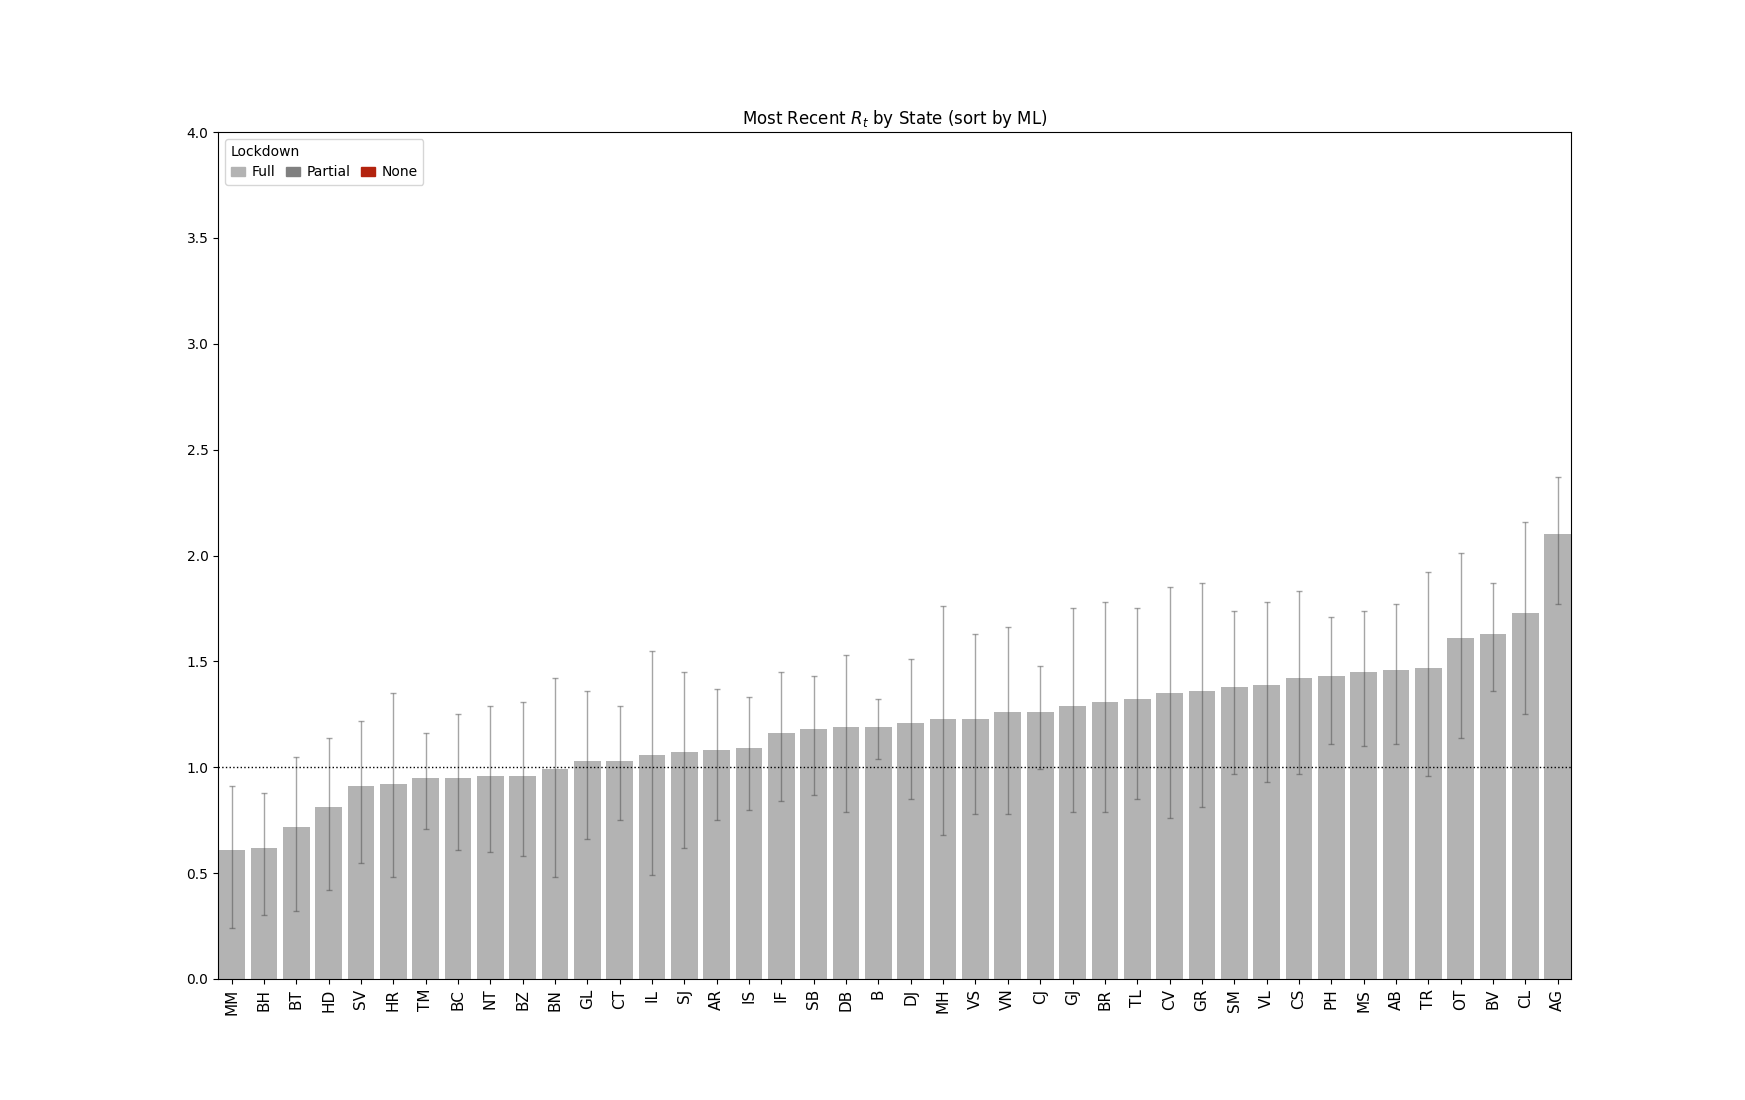 Most Recent Rt by State (sort by ML)
Lockdown
Full Partial None
4.0
3.5
3.0
2.5
2.0
1.5
1.0
0.5
0.0
MM BH BT HD SV HR TM BC NT BZ BN GL CT IL SJ AR IS IF SB DB B DJ MH VS VN CJ GJ BR TL CV GR SM VL CS PH MS AB TR OT BV CL AG